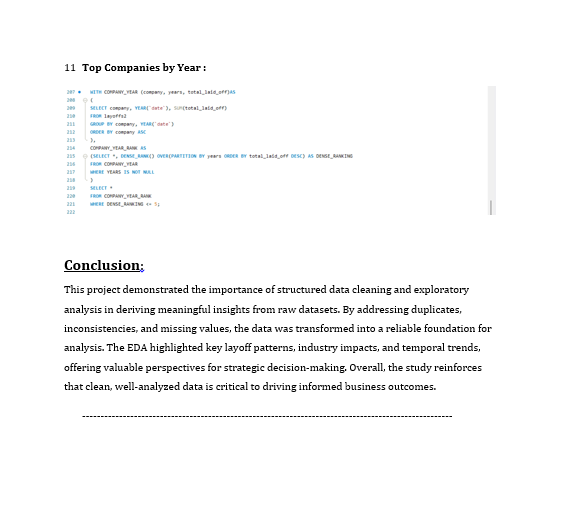 11 Top Companies by Year :
207 WITH COMPANY_YEAR (company, years, total_laid_off)AS
208 (
209 SELECT company, YEAR(`date`), SUM(total_laid_off)
210 FROM layoffs2
211 GROUP BY company, YEAR(`date`)
212 ORDER BY company ASC
213 ),
214 COMPANY_YEAR_RANK AS
215 (SELECT *, DENSE_RANK() OVER(PARTITION BY years ORDER BY total_laid_off DESC) AS DENSE_RANKING
216 FROM COMPANY_YEAR
217 WHERE YEARS IS NOT NULL
218 )
219 SELECT *
220 FROM COMPANY_YEAR_RANK
221 WHERE DENSE_RANKING <= 5;
222
Conclusion:
This project demonstrated the importance of structured data cleaning and exploratory
analysis in deriving meaningful insights from raw datasets. By addressing duplicates,
inconsistencies, and missing values, the data was transformed into a reliable foundation for
analysis. The EDA highlighted key layoff patterns, industry impacts, and temporal trends,
offering valuable perspectives for strategic decision-making. Overall, the study reinforces
that clean, well-analyzed data is critical to driving informed business outcomes.